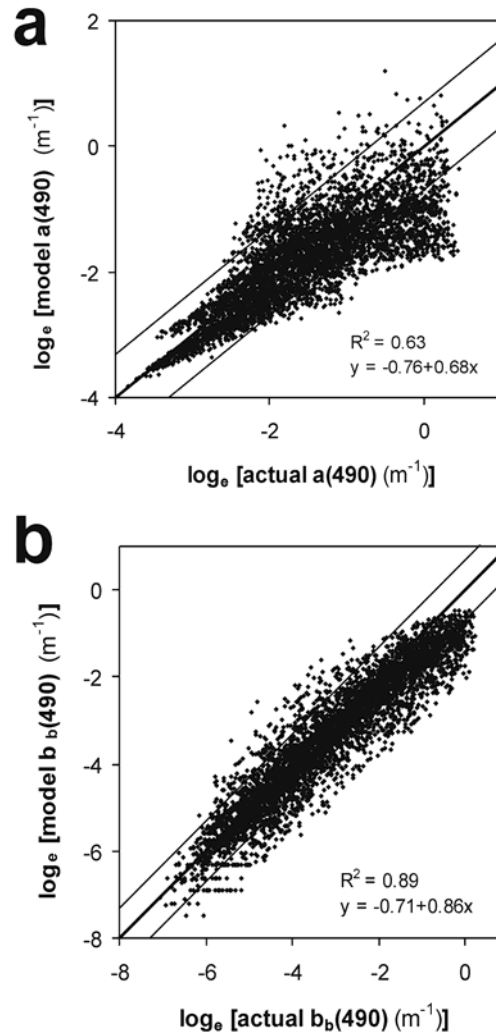 a
2
0
-2
-4
-4 -2 0
logₑ [model a(490) (m⁻¹)]
R² = 0.63
y = -0.76+0.68x
logₑ [actual a(490) (m⁻¹)]
b
0
-2
-4
-6
-8
-8 -6 -4 -2 0
logₑ [model b b(490) (m⁻¹)]
R² = 0.89
y = -0.71+0.86x
logₑ [actual b_b(490) (m⁻¹)]